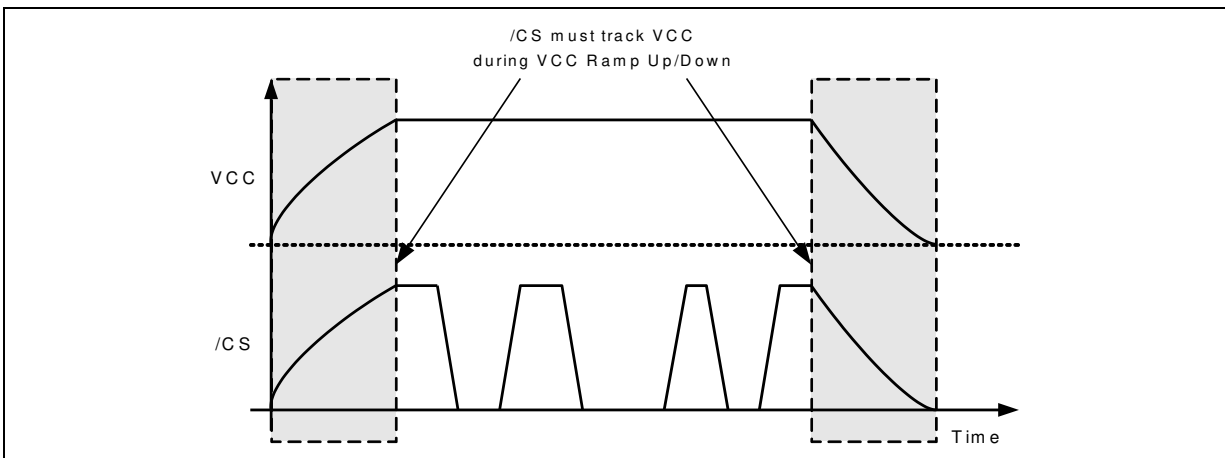 /CS must track VCC
during VCC Ramp Up/Down
VCC
/CS
Time